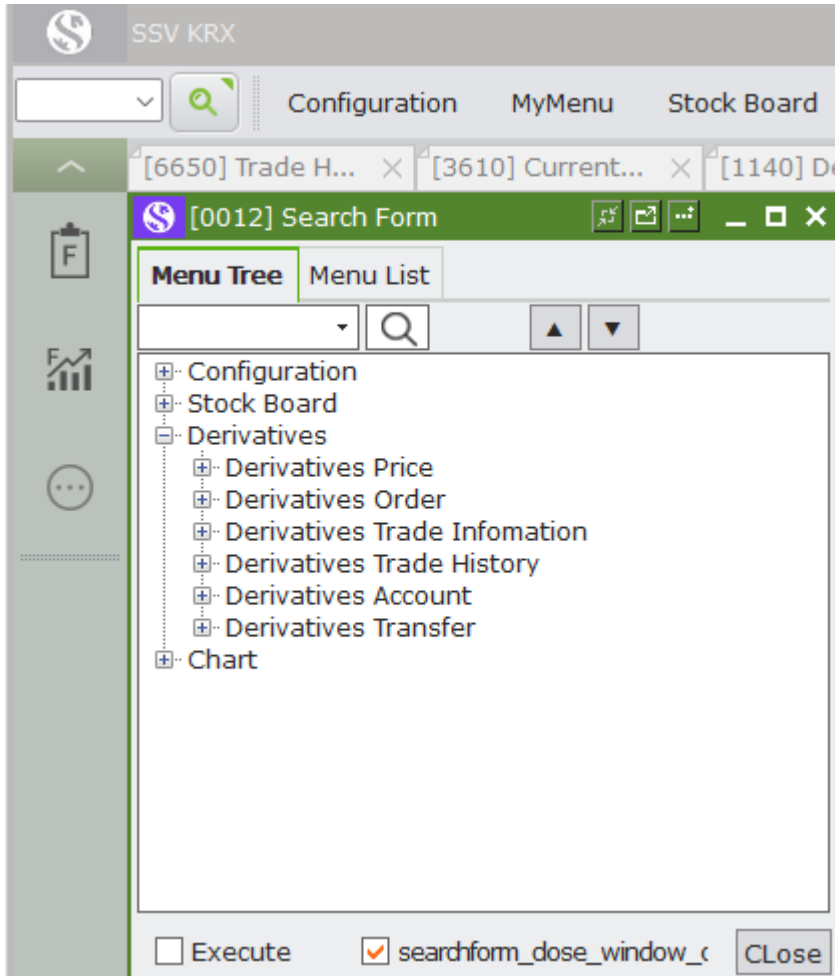 SSV KRX
Configuration MyMenu Stock Board
[6650] Trade H... [3610] Current... [1140] De
[0012] Search Form
F
Menu Tree Menu List
F
Configuration
Stock Board
Derivatives
Derivatives Price
Derivatives Order
Derivatives Trade Infomation
Derivatives Trade History
Derivatives Account
Derivatives Transfer
Chart
Execute searchform_dose_window_c CLose